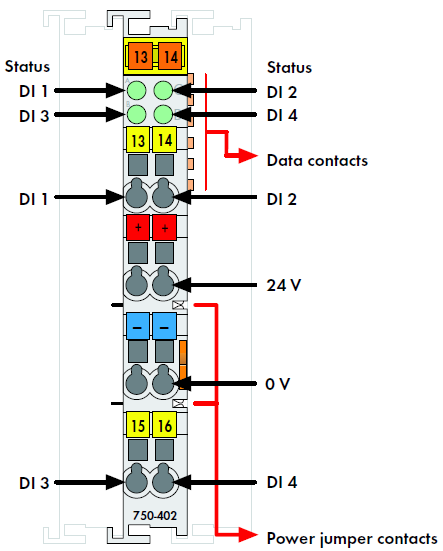 13 14
Status
Status
DI 1
DI 2
DI 3
DI 4
13 14
Data contacts
DI 1
DI 2
+ +
24 V
− −
0 V
15 16
DI 3
DI 4
750-402
Power jumper contacts